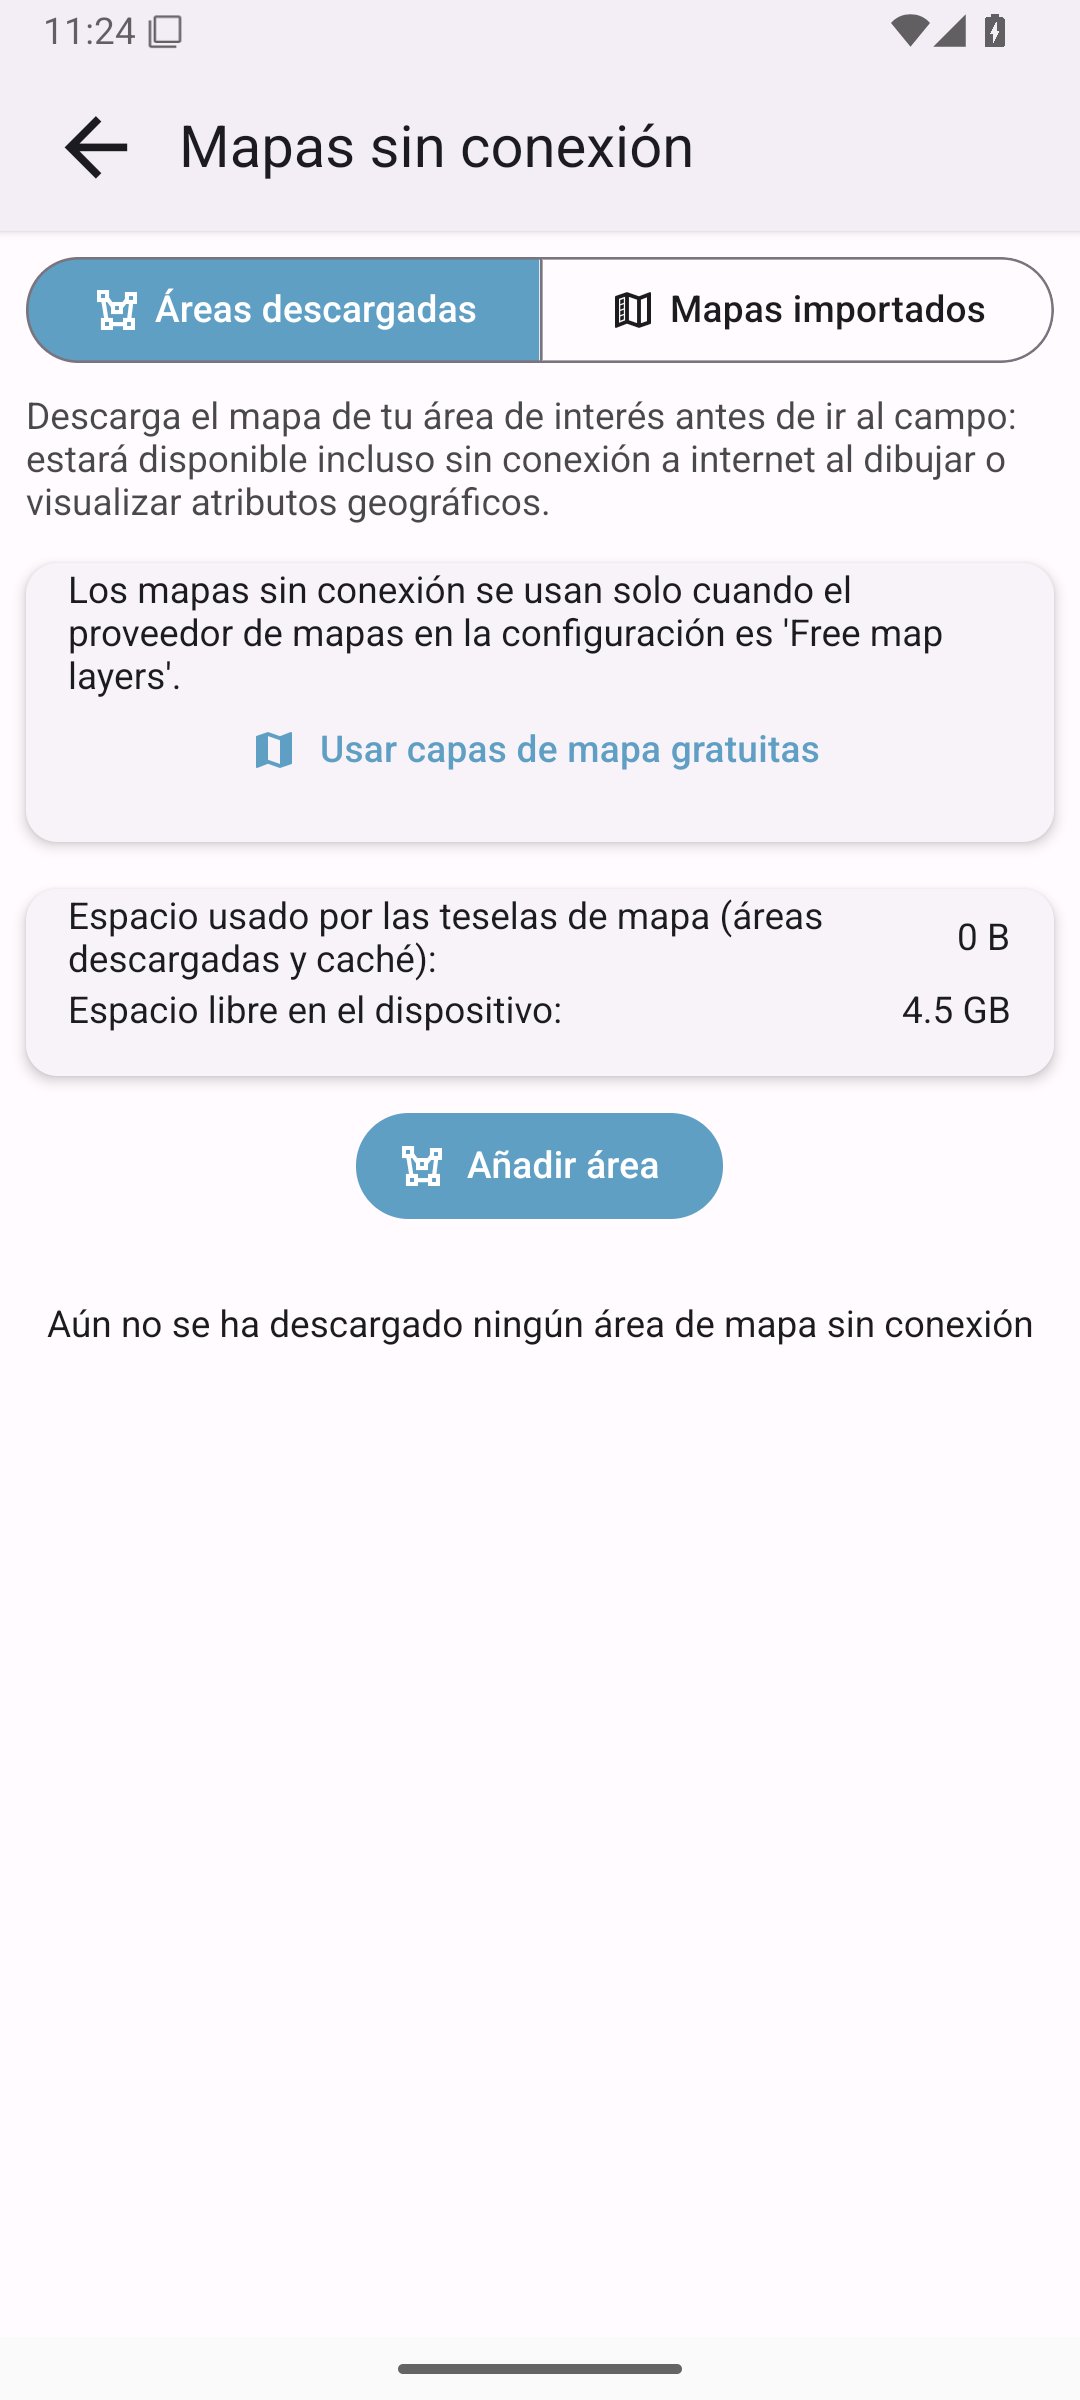 11:24
Mapas sin conexión
Áreas descargadas
Mapas importados
Descarga el mapa de tu área de interés antes de ir al campo:
estará disponible incluso sin conexión a internet al dibujar o
visualizar atributos geográficos.
Los mapas sin conexión se usan solo cuando el
proveedor de mapas en la configuración es 'Free map
layers'.
Usar capas de mapa gratuitas
Espacio usado por las teselas de mapa (áreas
descargadas y caché):
0 B
Espacio libre en el dispositivo:
4.5 GB
Añadir área
Aún no se ha descargado ningún área de mapa sin conexión